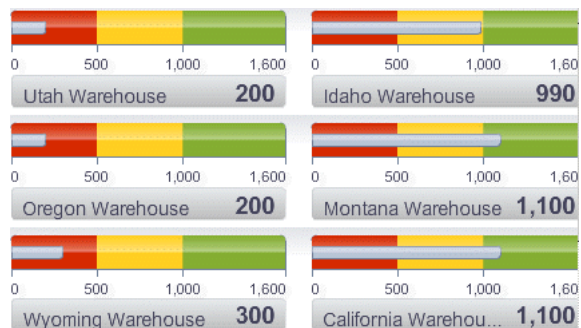 0 500 1,000 1,600
Utah Warehouse 200
0 500 1,000 1,60
Idaho Warehouse 990
0 500 1,000 1,600
Oregon Warehouse 200
0 500 1,000 1,60
Montana Warehouse 1,100
0 500 1,000 1,600
Wyoming Warehouse 300
0 500 1,000 1,60
California Warehou... 1,100